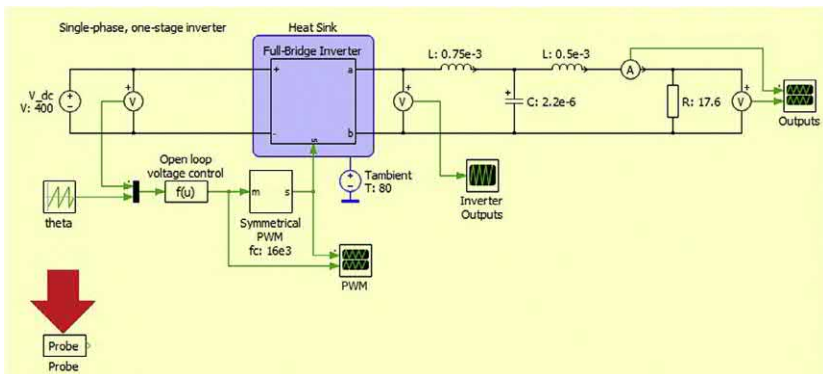 Single-phase, one-stage inverter
Heat Sink
Full-Bridge Inverter
L: 0.75e-3
L: 0.5e-3
+
a
A
V_dc
V: 400
V
V
C: 2.2e-6
R: 17.6
V
Outputs
-
b
s
Open loop
voltage control
Tambient
T: 80
theta
f(u)
m
s
Inverter
Outputs
Symmetrical
PWM
fc: 16e3
PWM
Probe
Probe